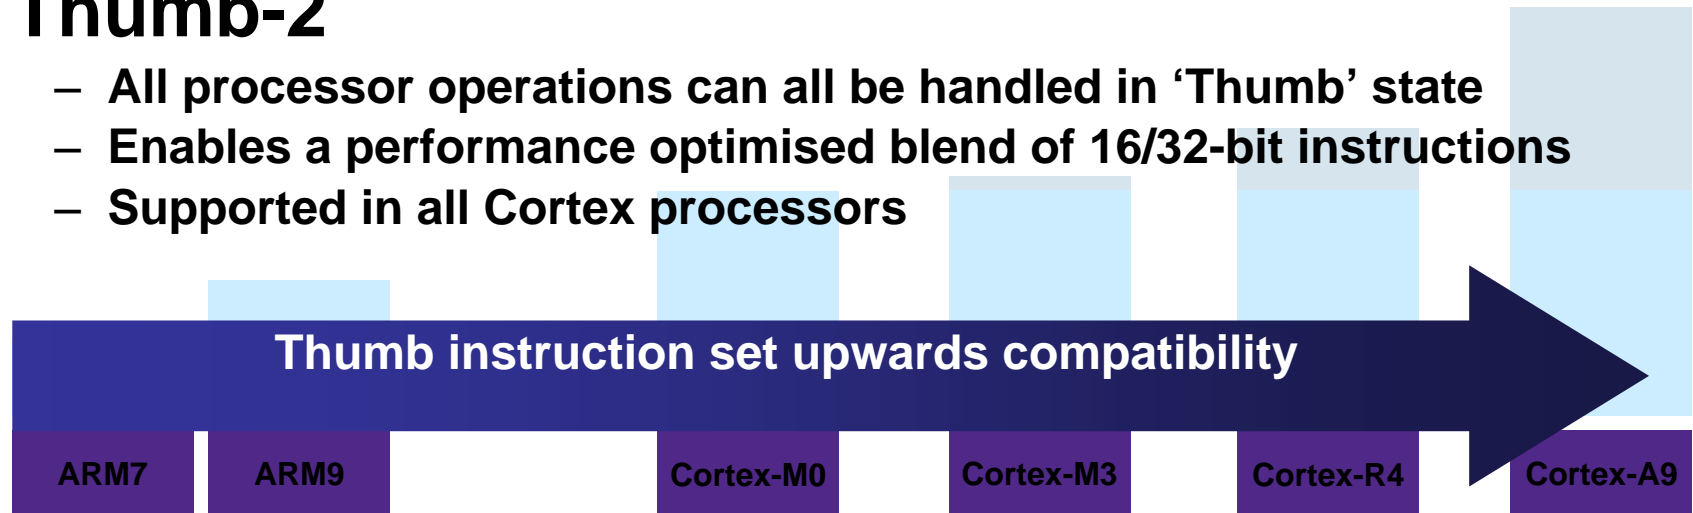 Thumb-2
– All processor operations can all be handled in ‘Thumb’ state
– Enables a performance optimised blend of 16/32-bit instructions
– Supported in all Cortex processors
Thumb instruction set upwards compatibility
ARM7 ARM9 Cortex-M0 Cortex-M3 Cortex-R4 Cortex-A9